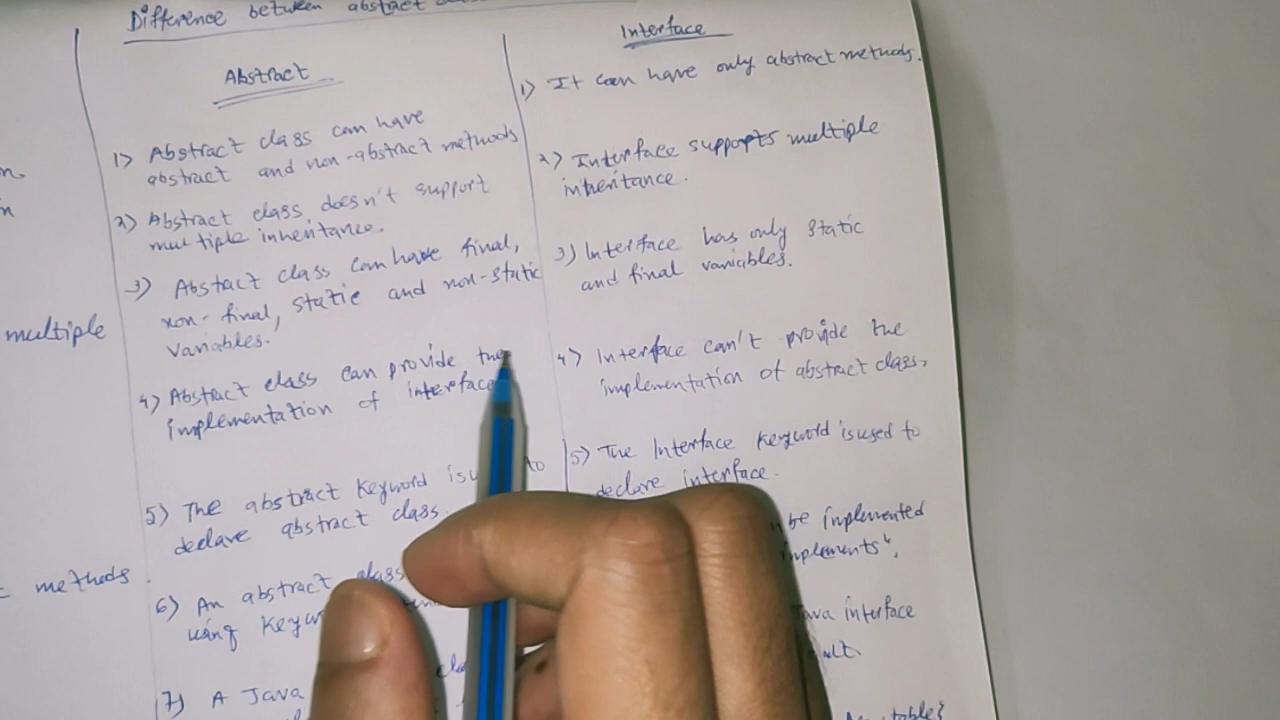 Difference between abstract
n
in
multiple
methods.
Abstract
1) Abstract class can have
abstract and non-abstract methods
2) Abstract class doesn't support
multiple inheritance.
3) Abstact class can have final,
non-final, static and non-static
variables.
4) Abstract class can provide the
implementation of interface
5) The abstract keyword is to
declare abstract class.
6) An abstract class
using keyw
7) A Java
Interface
1) It can have only abstract methods.
2) Interface supports multiple
inheritance.
3) Interface has only static
and final variables.
4) Interface can't provide the
implementation of abstract class,
5) The Interface keyword is used to
declare interface.
be implemented
implements",
Java interface